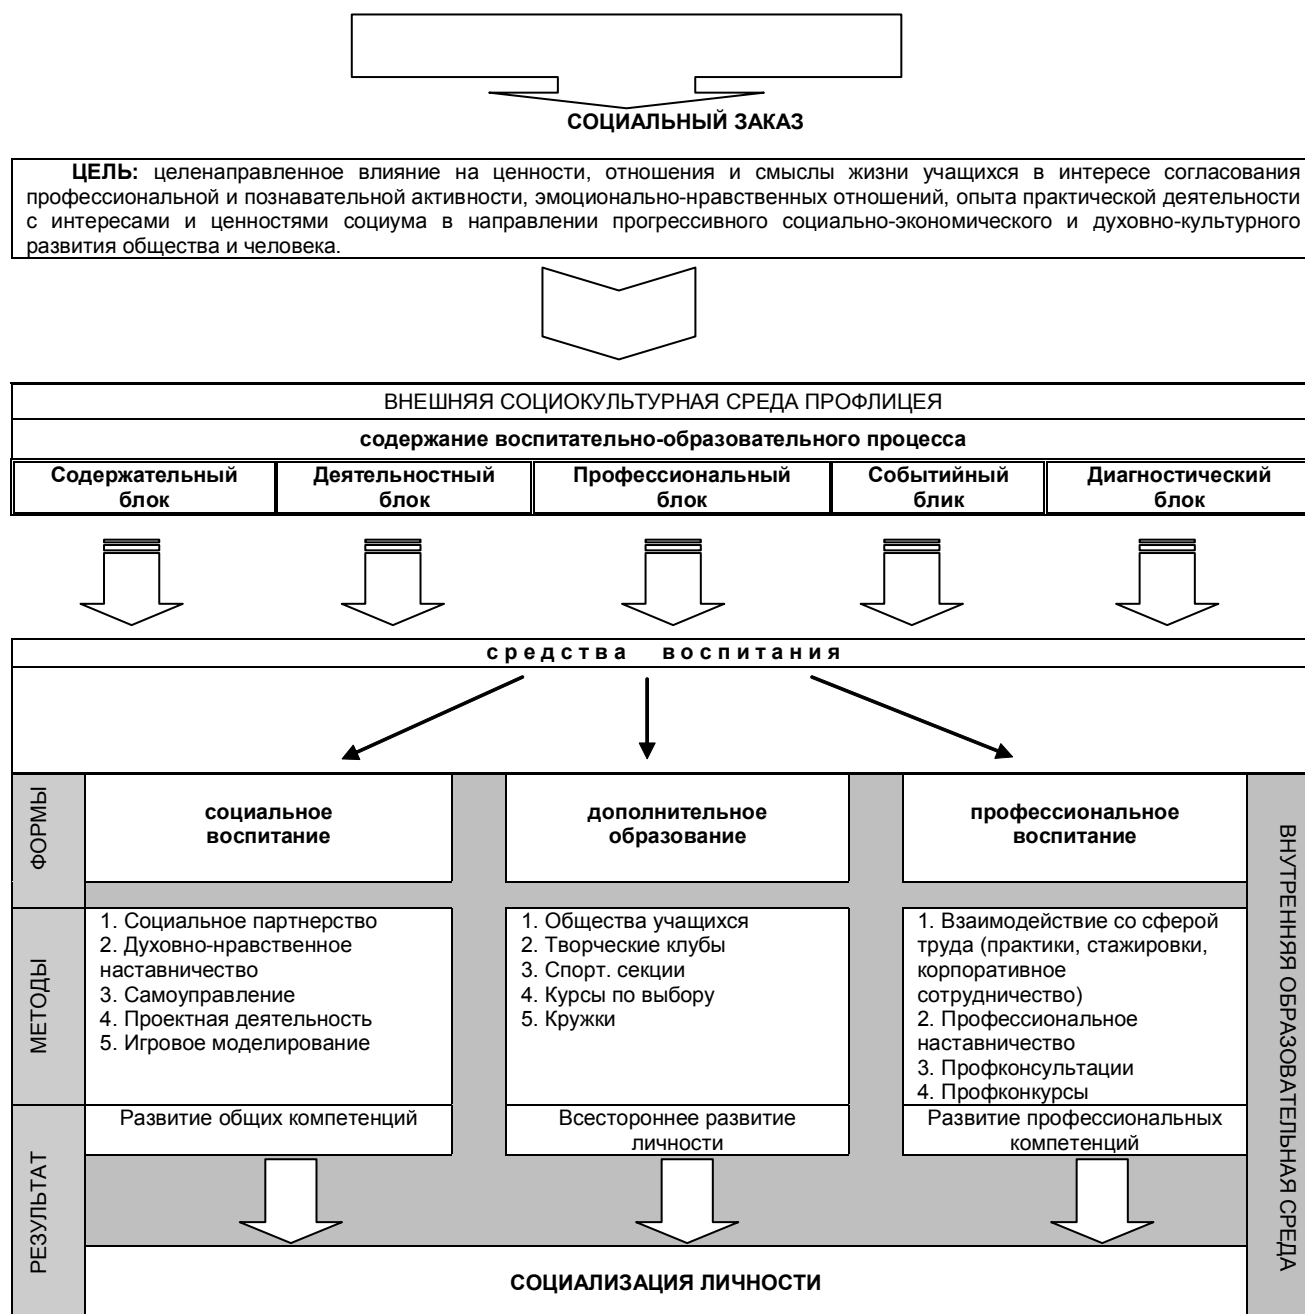 СОЦИАЛЬНЫЙ ЗАКАЗ
ЦЕЛЬ: целенаправленное влияние на ценности, отношения и смыслы жизни учащихся в интересе согласования
профессиональной и познавательной активности, эмоционально-нравственных отношений, опыта практической деятельности
с интересами и ценностями социума в направлении прогрессивного социально-экономического и духовно-культурного
развития общества и человека.
ВНЕШНЯЯ СОЦИОКУЛЬТУРНАЯ СРЕДА ПРОФЛИЦЕЯ
содержание воспитательно-образовательного процесса
Содержательный
блок
Деятельностный
блок
Профессиональный
блок
Событийный
блик
Диагностический
блок
средства воспитания
ФОРМЫ
социальное
воспитание
дополнительное
образование
профессиональное
воспитание
МЕТОДЫ
1. Социальное партнерство
2. Духовно-нравственное
наставничество
3. Самоуправление
4. Проектная деятельность
5. Игровое моделирование
1. Общества учащихся
2. Творческие клубы
3. Спорт. секции
4. Курсы по выбору
5. Кружки
1. Взаимодействие со сферой
труда (практики, стажировки,
корпоративное
сотрудничество)
2. Профессиональное
наставничество
3. Профконсультации
4. Профконкурсы
РЕЗУЛЬТАТ
Развитие общих компетенций
Всестороннее развитие
личности
Развитие профессиональных
компетенций
СОЦИАЛИЗАЦИЯ ЛИЧНОСТИ
ВНУТРЕННЯЯ ОБРАЗОВАТЕЛЬНАЯ СРЕДА